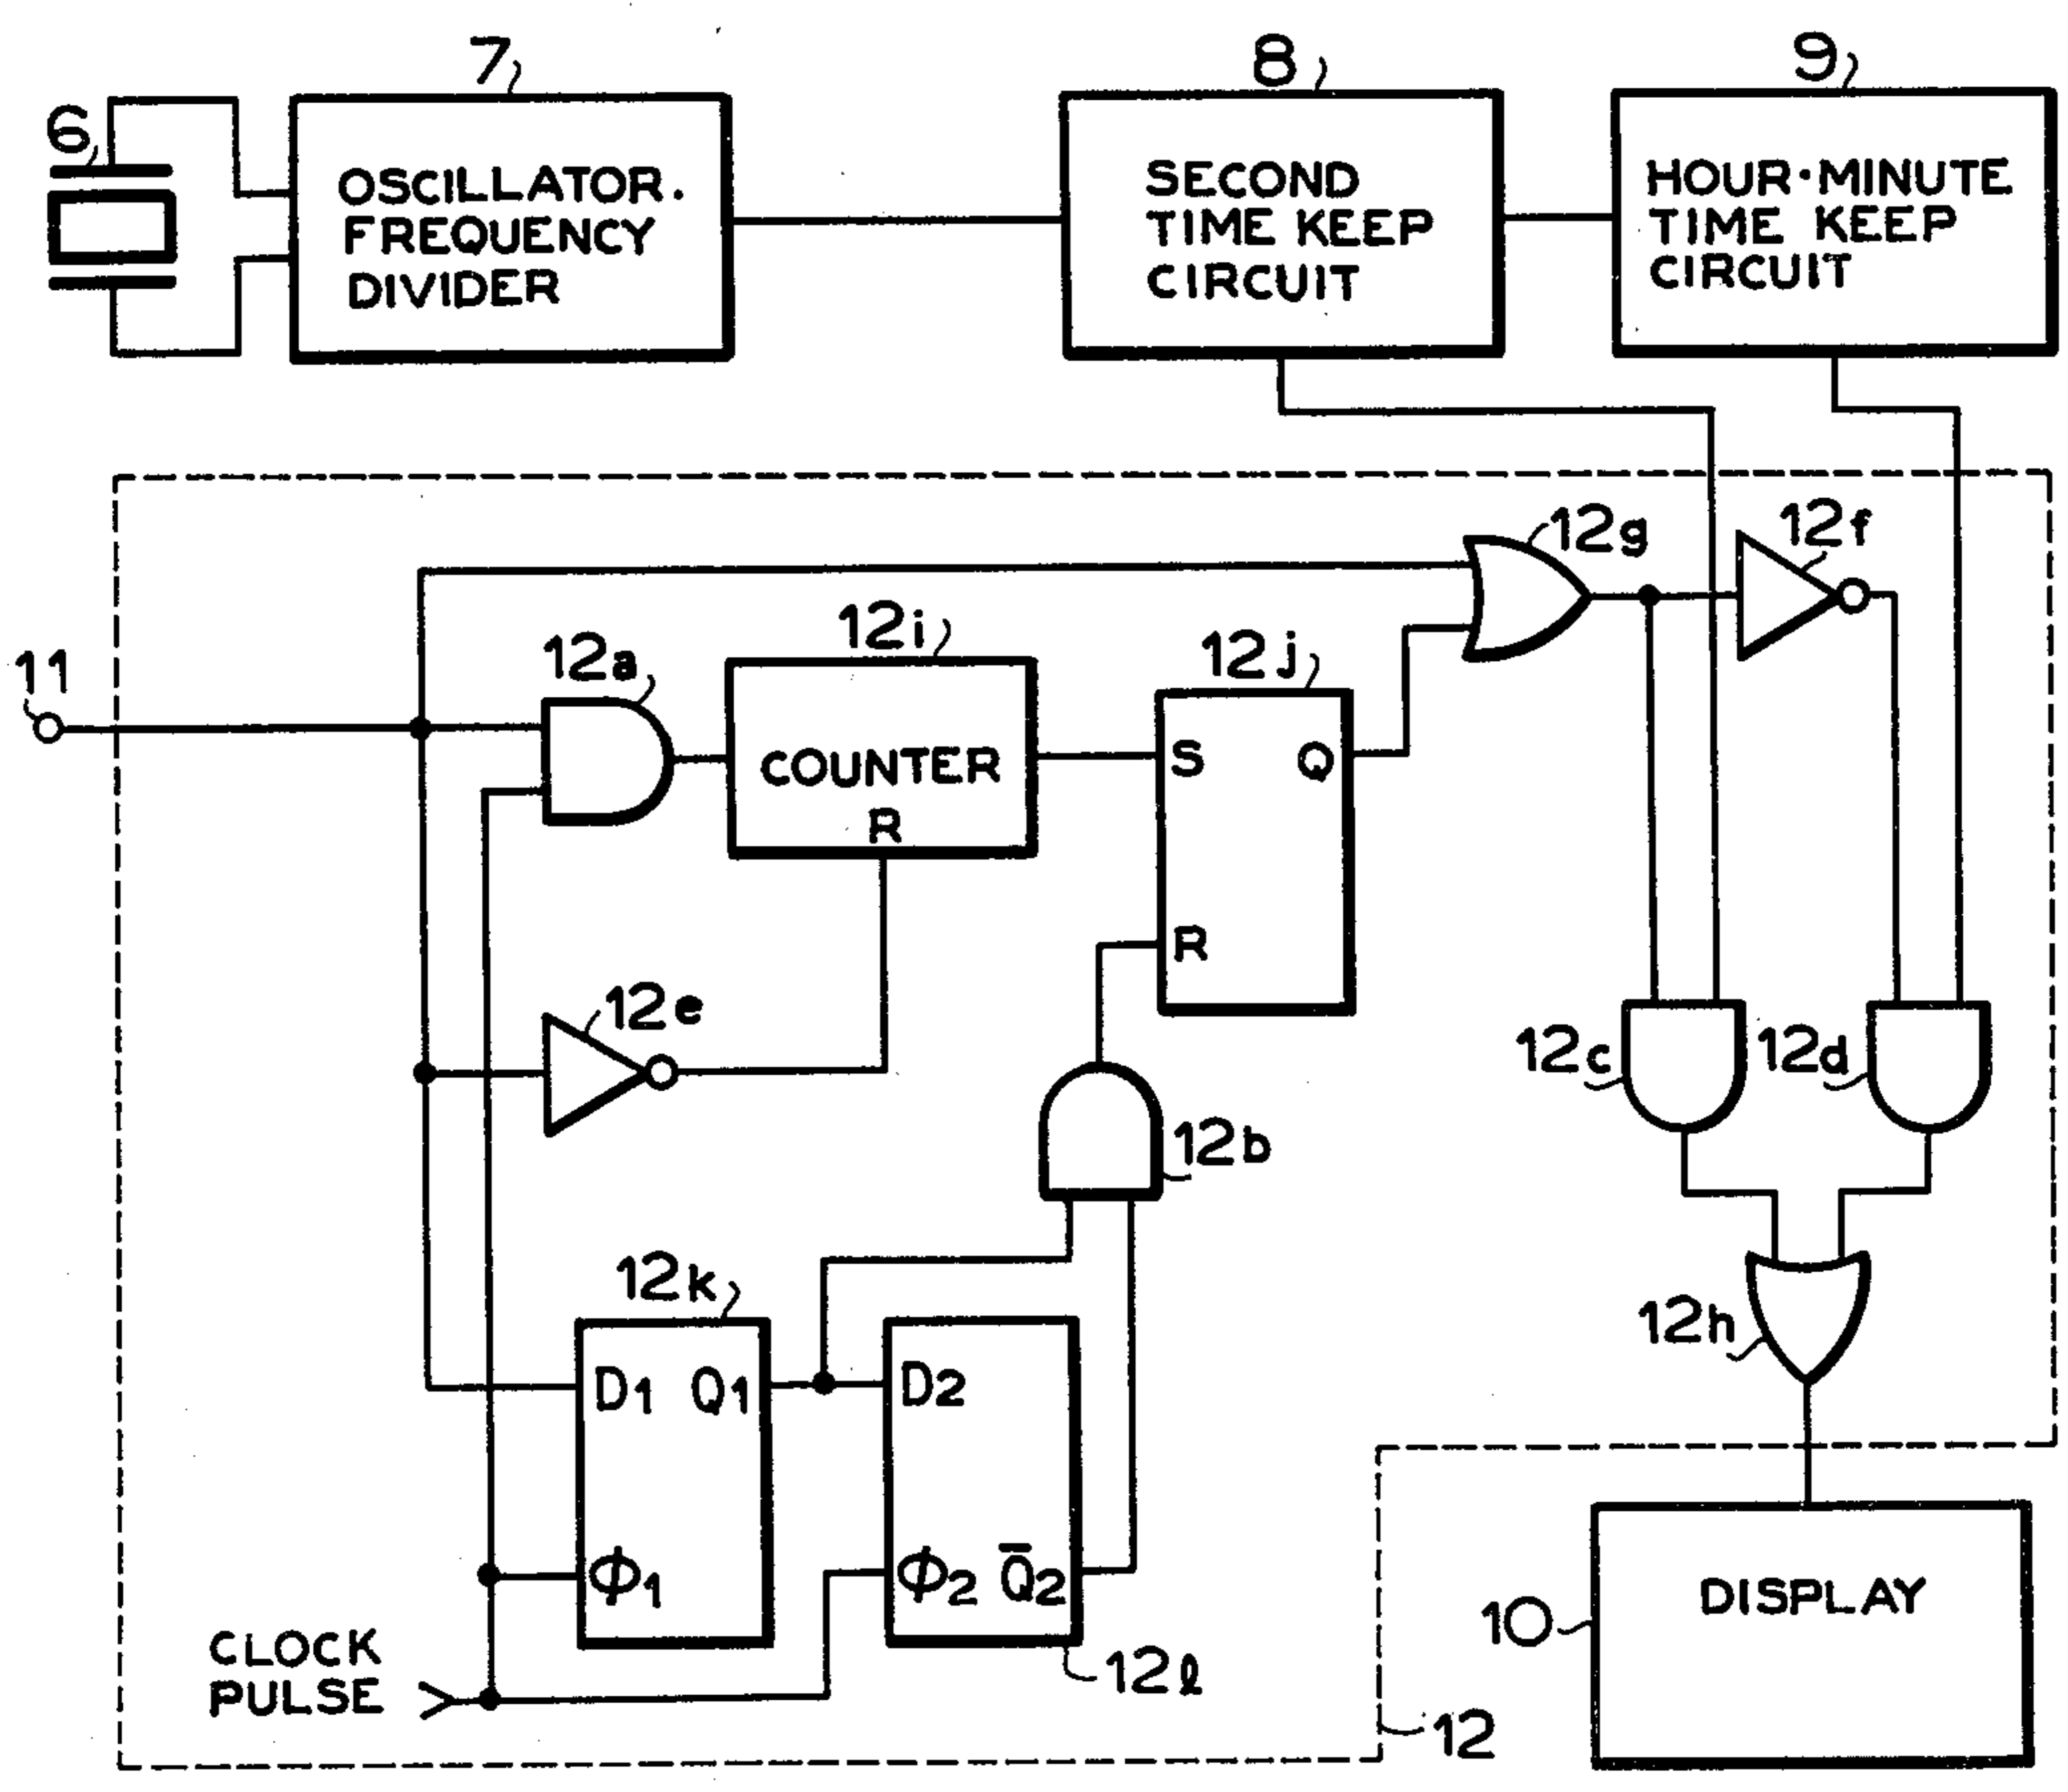 7
8
9
6
OSCILLATOR.
FREQUENCY
DIVIDER
SECOND
TIME KEEP
CIRCUIT
HOUR·MINUTE
TIME KEEP
CIRCUIT
12g
12f
12i
12a
12j
11
COUNTER
R
S Q
R
12e
12c
12d
12b
12k
12h
D1 Q1
D2
Φ1
Φ2 Q̅2
DISPLAY
10
CLOCK
PULSE
12ℓ
12